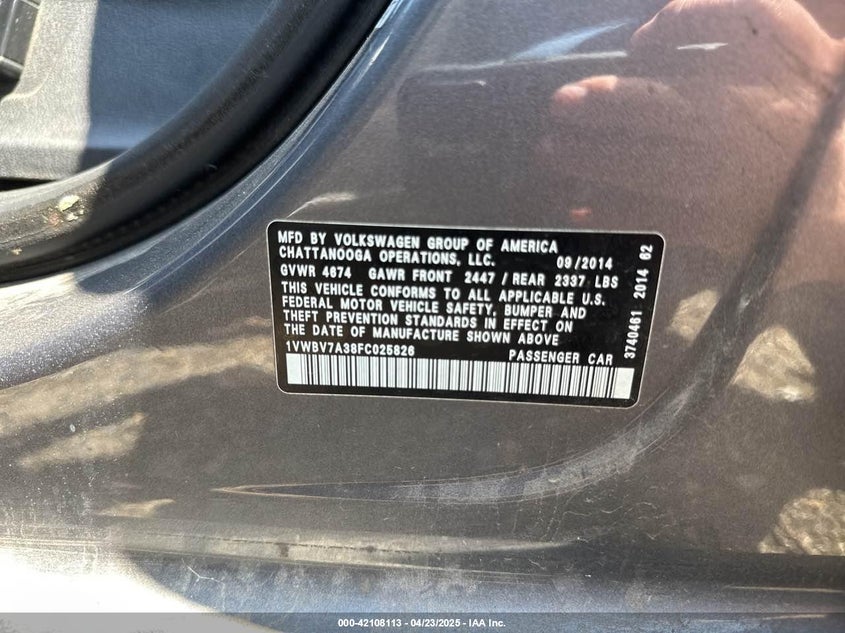 MFD BY VOLKSWAGEN GROUP OF AMERICA
CHATTANOOGA OPERATIONS, LLC. 09/2014
GVWR 4674 GAWR FRONT 2447 / REAR 2337 LBS
THIS VEHICLE CONFORMS TO ALL APPLICABLE U.S.
FEDERAL MOTOR VEHICLE SAFETY, BUMPER AND
THEFT PREVENTION STANDARDS IN EFFECT ON
THE DATE OF MANUFACTURE SHOWN ABOVE
1VWBV7A38FC025826 PASSENGER CAR
3740461 2014 62
000-42108113 - 04/23/2025 - IAA Inc.